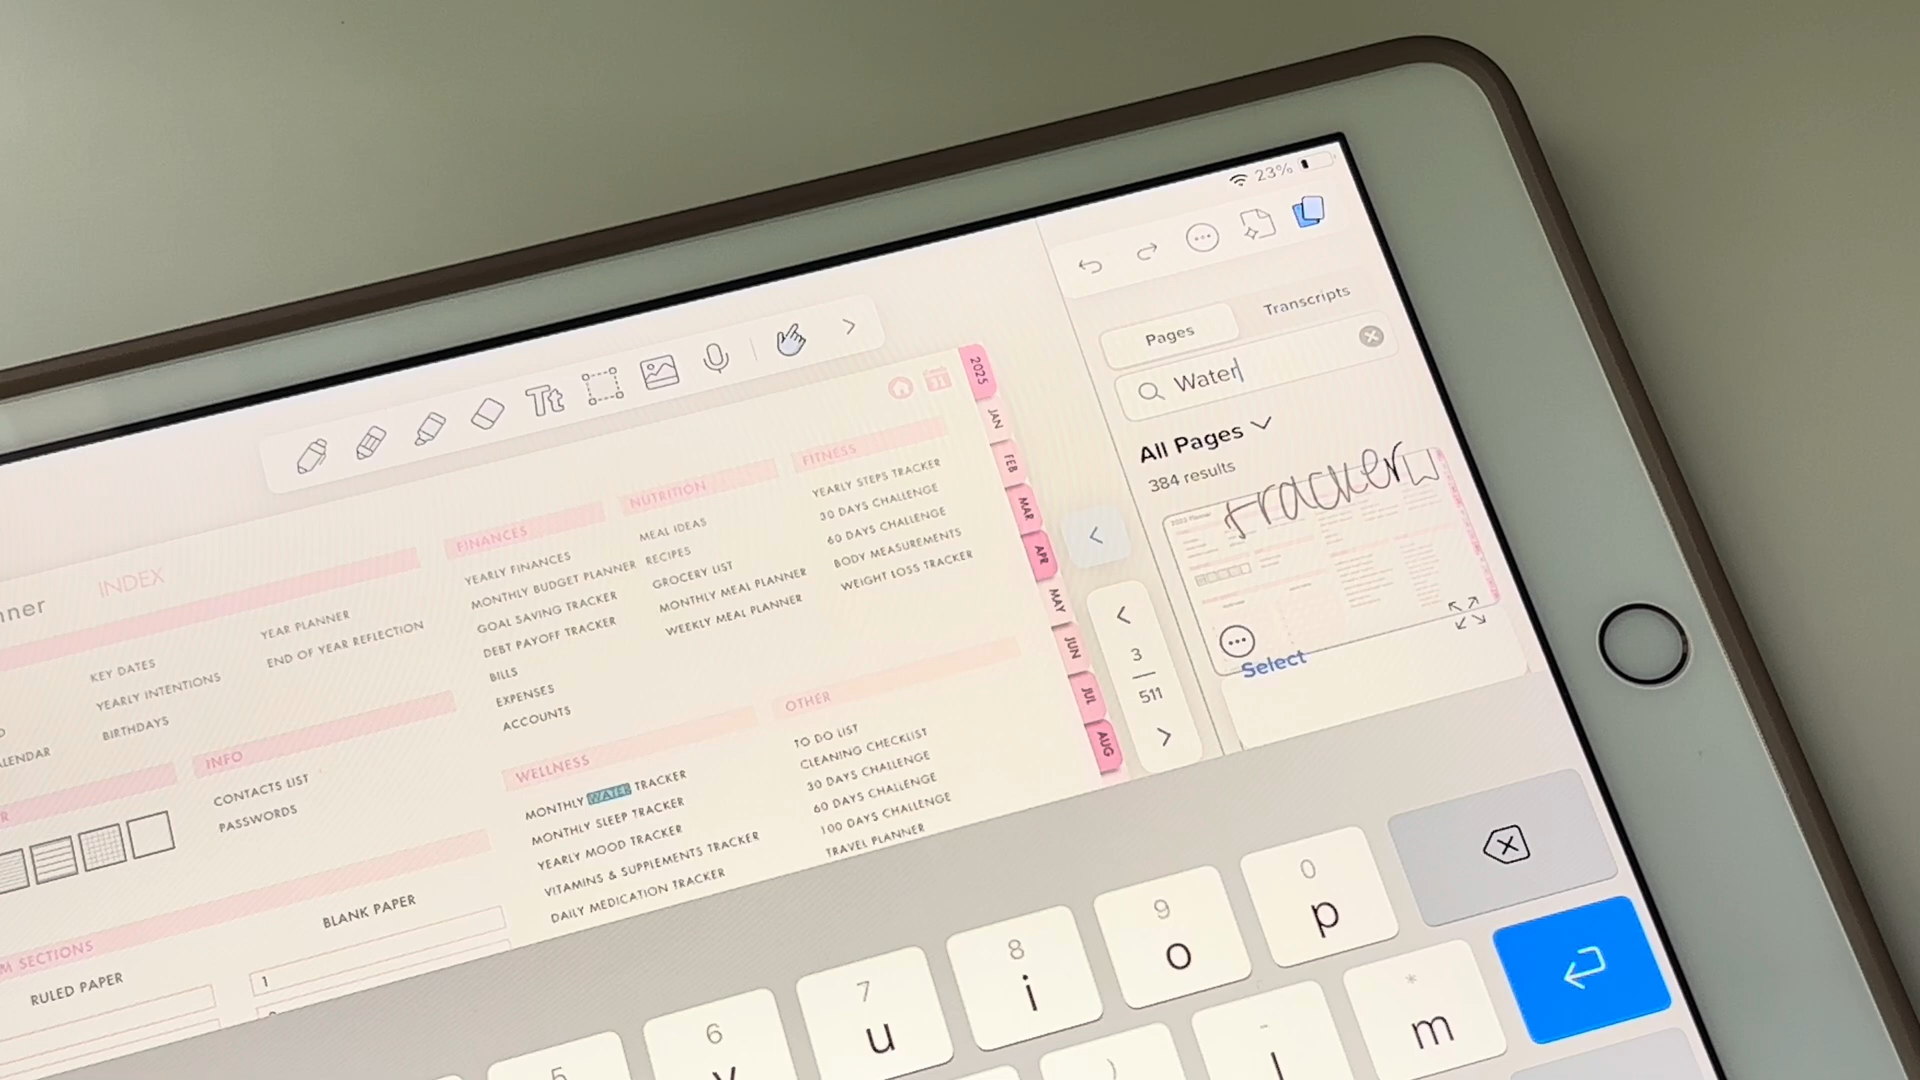 23%
Pages
Transcripts
Water
All Pages
384 results
trackerW
Select
2025
JAN
FEB
MAR
APR
MAY
JUN
JUL
AUG
3
511
INDEX
YEAR PLANNER
END OF YEAR REFLECTION
KEY DATES
YEARLY INTENTIONS
BIRTHDAYS
INFO
CONTACTS LIST
PASSWORDS
FINANCES
YEARLY FINANCES
MONTHLY BUDGET PLANNER
GOAL SAVING TRACKER
DEBT PAYOFF TRACKER
BILLS
EXPENSES
ACCOUNTS
NUTRITION
MEAL IDEAS
RECIPES
GROCERY LIST
MONTHLY MEAL PLANNER
WEEKLY MEAL PLANNER
FITNESS
YEARLY STEPS TRACKER
30 DAYS CHALLENGE
60 DAYS CHALLENGE
BODY MEASUREMENTS
WEIGHT LOSS TRACKER
WELLNESS
MONTHLY WATER TRACKER
MONTHLY SLEEP TRACKER
YEARLY MOOD TRACKER
VITAMINS & SUPPLEMENTS TRACKER
DAILY MEDICATION TRACKER
OTHER
TO DO LIST
CLEANING CHECKLIST
30 DAYS CHALLENGE
60 DAYS CHALLENGE
100 DAYS CHALLENGE
TRAVEL PLANNER
SECTIONS
RULED PAPER
BLANK PAPER
1
6
7
u
8
i
9
o
0
p
m